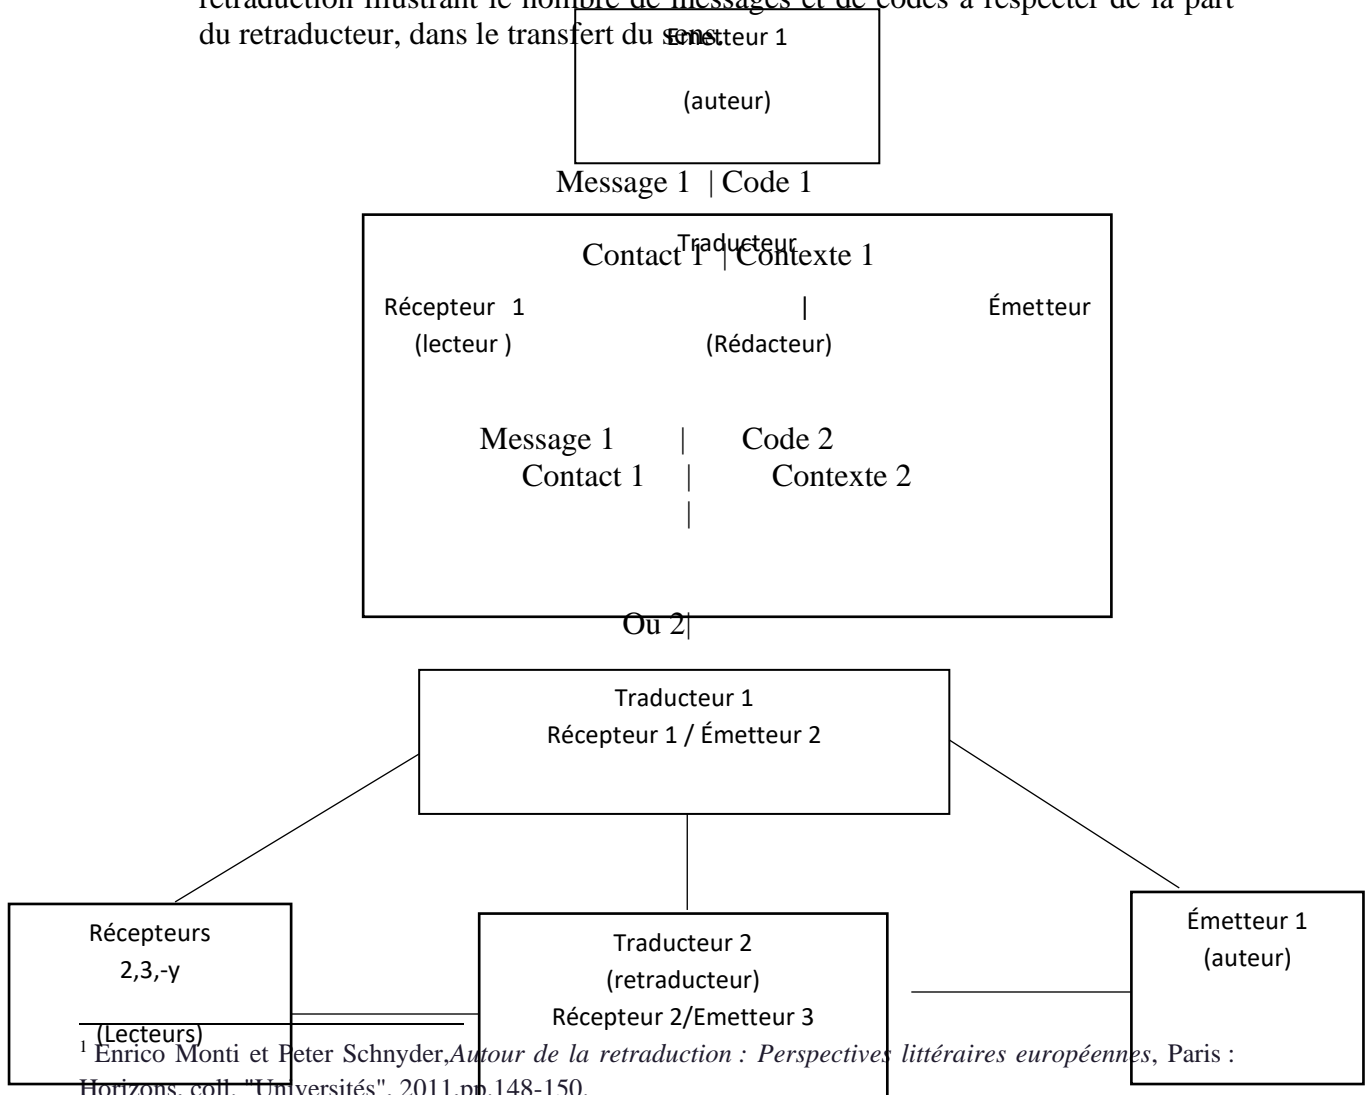 retraduction illustrant le nombre de messages et de codes à respecter de la part
du retraducteur, dans le transfert du sens.
Emetteur 1
(auteur)
Message 1 | Code 1
Traducteur
Contact 1 | Contexte 1
Récepteur 1 | Émetteur
(lecteur ) (Rédacteur)
Message 1 | Code 2
Contact 1 | Contexte 2
|
Ou 2|
Traducteur 1
Récepteur 1 / Émetteur 2
Récepteurs
2,3,-y
(Lecteurs)
Traducteur 2
(retraducteur)
Récepteur 2/Emetteur 3
Émetteur 1
(auteur)
1 Enrico Monti et Peter Schnyder,Autour de la retraduction : Perspectives littéraires européennes, Paris :
Horizons, coll. "Universités", 2011,pp.148-150.